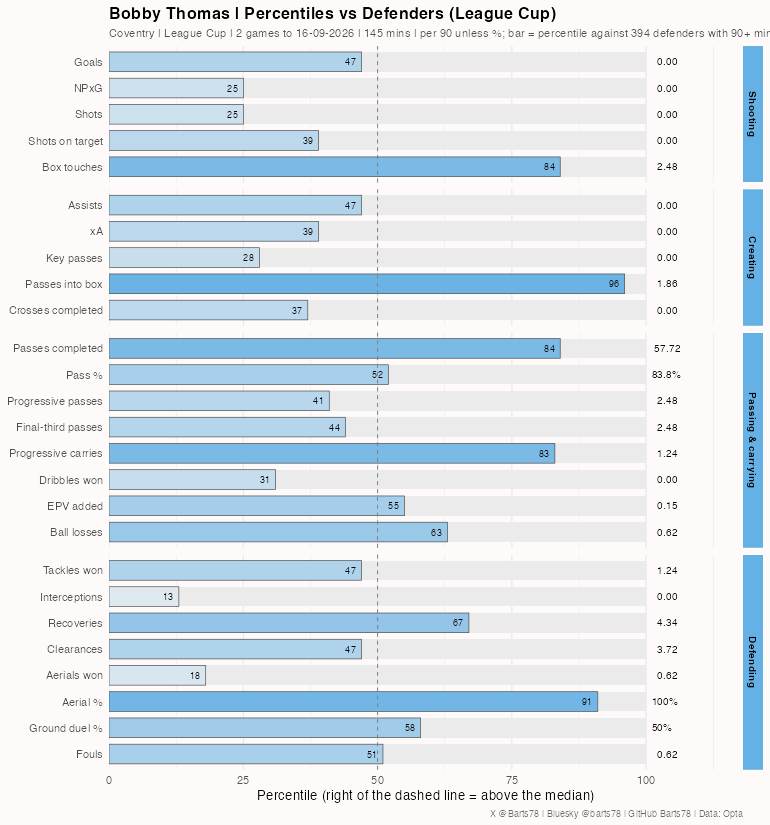 Bobby Thomas | Percentiles vs Defenders (League Cup)
Coventry | League Cup | 2 games to 16-09-2026 | 145 mins | per 90 unless %; bar = percentile against 394 defenders with 90+ min
Goals 47 0.00
NPxG 25 0.00
Shots 25 0.00
Shots on target 39 0.00
Box touches 84 2.48
Shooting
Assists 47 0.00
xA 39 0.00
Key passes 28 0.00
Passes into box 96 1.86
Crosses completed 37 0.00
Creating
Passes completed 84 57.72
Pass % 52 83.8%
Progressive passes 41 2.48
Final-third passes 44 2.48
Progressive carries 83 1.24
Dribbles won 31 0.00
EPV added 55 0.15
Ball losses 63 0.62
Passing & carrying
Tackles won 47 1.24
Interceptions 13 0.00
Recoveries 67 4.34
Clearances 47 3.72
Aerials won 18 0.62
Aerial % 91 100%
Ground duel % 58 50%
Fouls 51 0.62
Defending
0 25 50 75 100
Percentile (right of the dashed line = above the median)
X @Barts78 | Bluesky @barts78 | GitHub Barts78 | Data: Opta